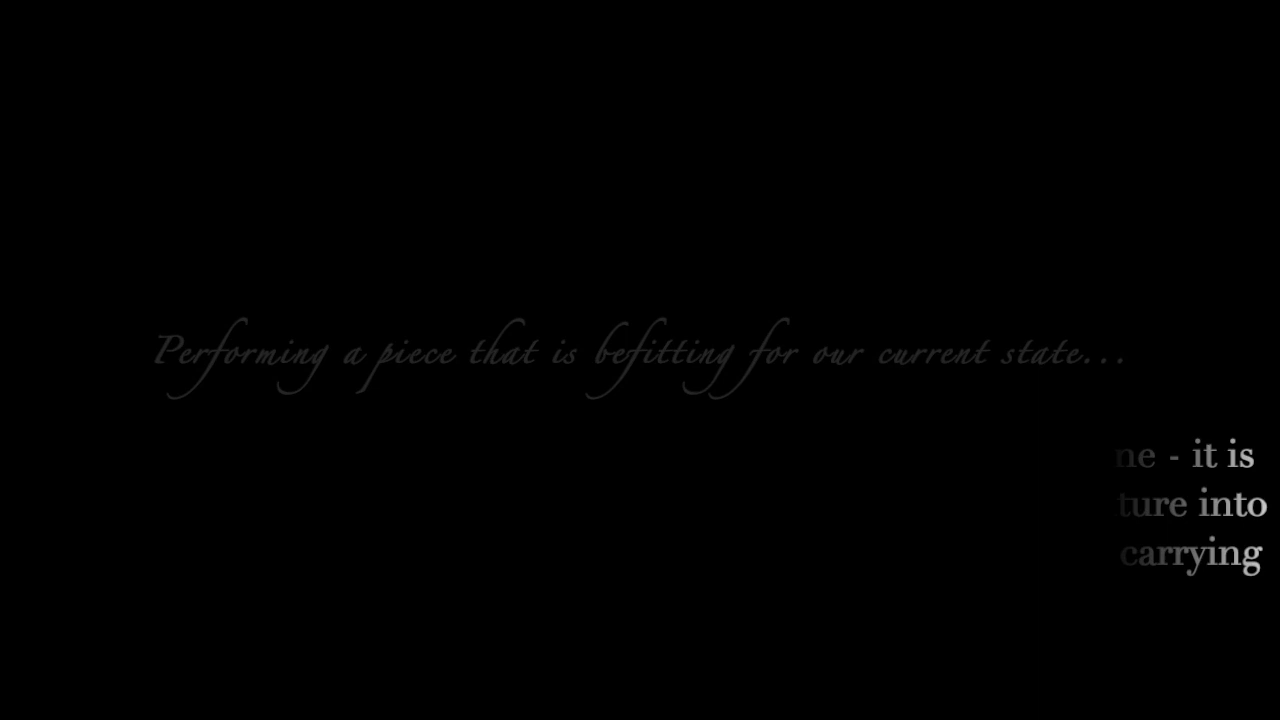 Performing a piece that is befitting for our current state...
ne - it is
ture into
carrying